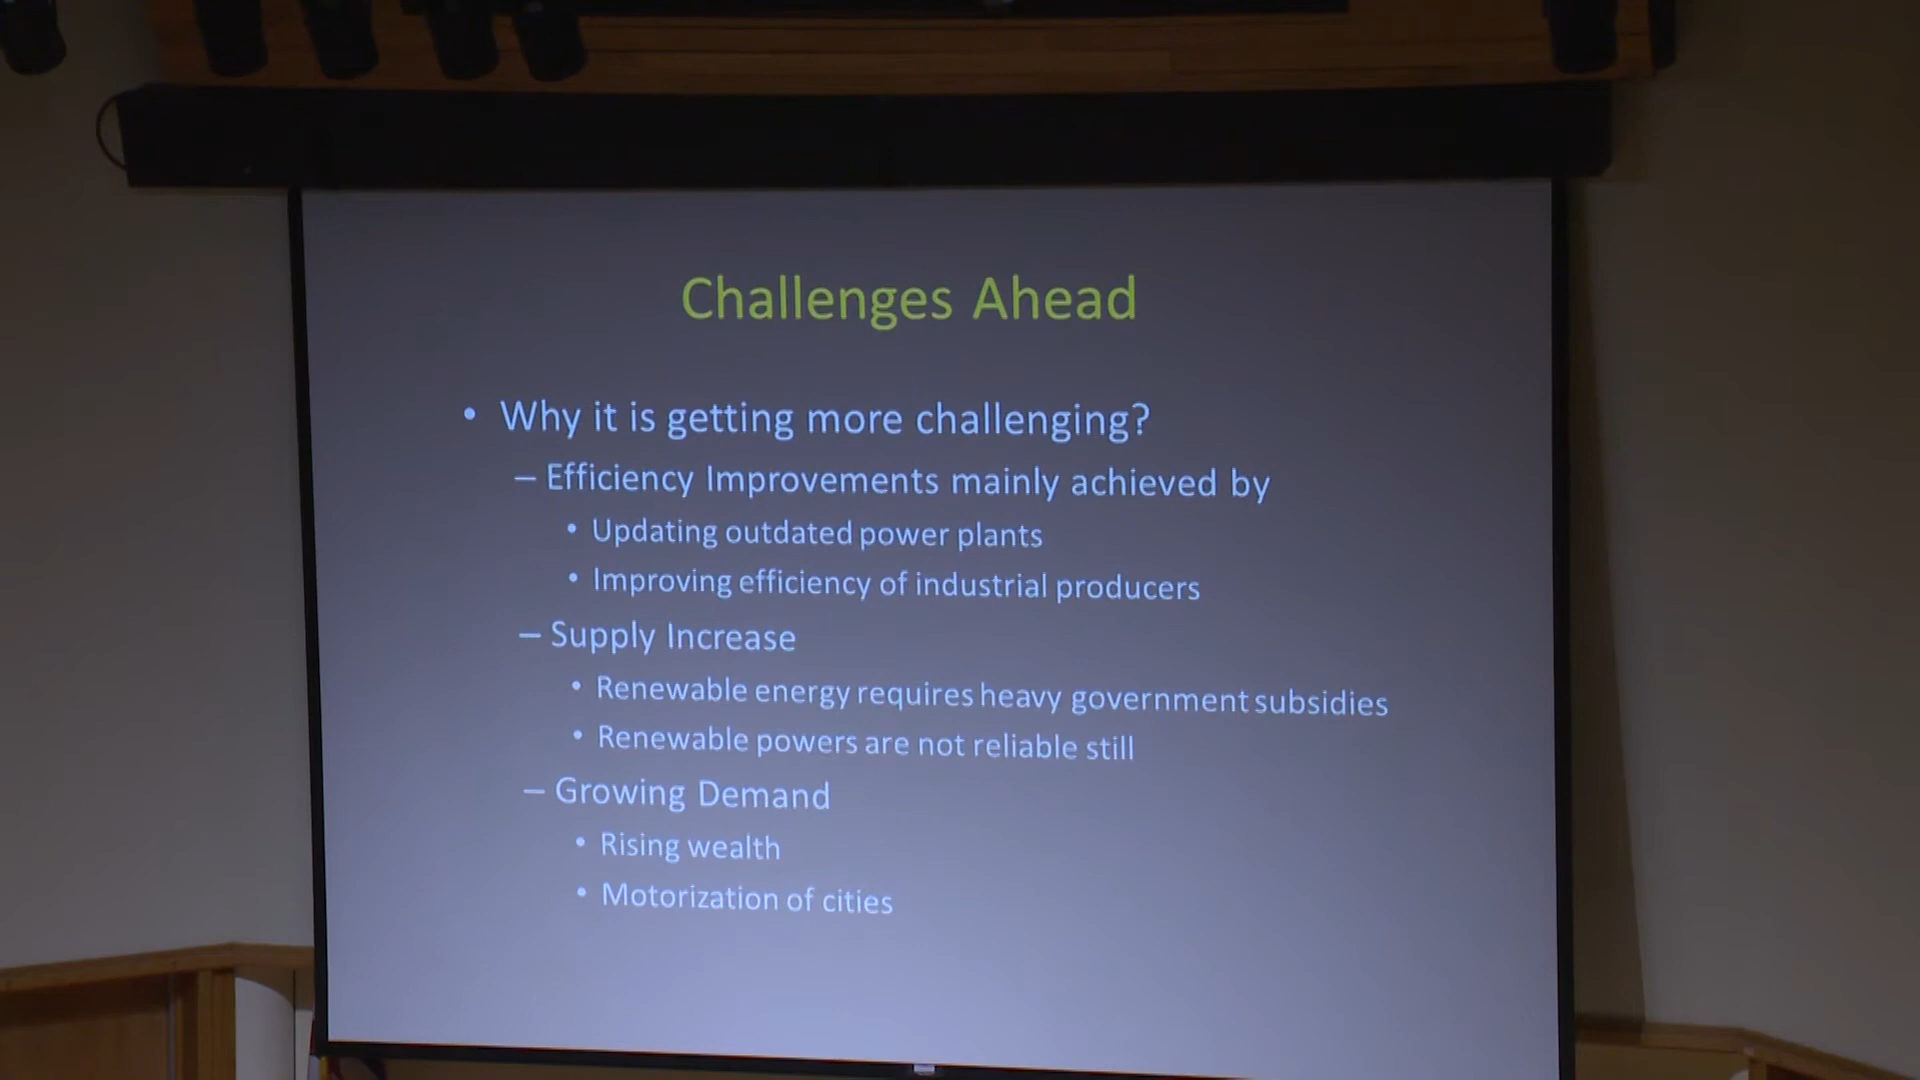 Challenges Ahead
• Why it is getting more challenging?
– Efficiency Improvements mainly achieved by
• Updating outdated power plants
• Improving efficiency of industrial producers
– Supply Increase
• Renewable energy requires heavy government subsidies
• Renewable powers are not reliable still
– Growing Demand
• Rising wealth
• Motorization of cities